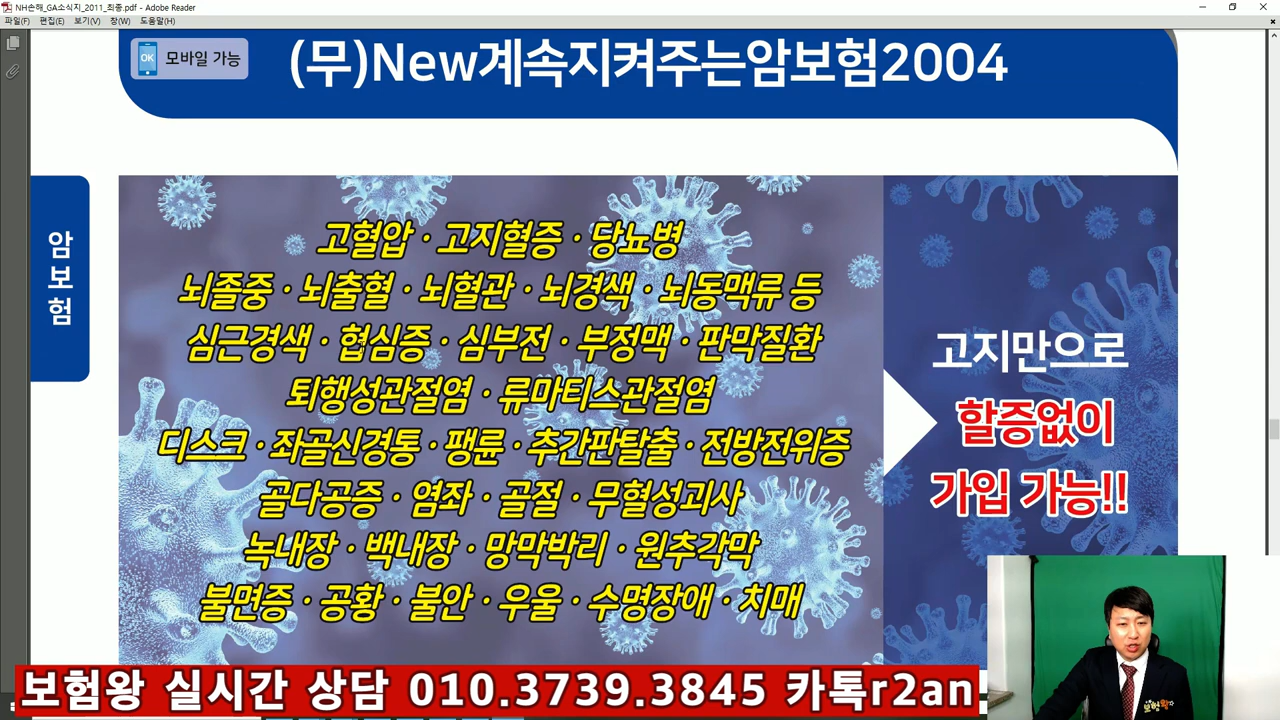 NH손해_GA소식지_2011_최종.pdf - Adobe Reader
파일(F) 편집(E) 보기(V) 창(W) 도움말(H)
OK 모바일 가능
(무)New계속지켜주는암보험2004
암보험
고혈압 · 고지혈증 · 당뇨병
뇌졸중 · 뇌출혈 · 뇌혈관 · 뇌경색 · 뇌동맥류 등
심근경색 · 협심증 · 심부전 · 부정맥 · 판막질환
퇴행성관절염 · 류마티스관절염
디스크 · 좌골신경통 · 팽륜 · 추간판탈출 · 전방전위증
골다공증 · 염좌 · 골절 · 무혈성괴사
녹내장 · 백내장 · 망막박리 · 원추각막
불면증 · 공황 · 불안 · 우울 · 수명장애 · 치매
고지만으로
할증없이
가입 가능!!
보험왕
보험왕 실시간 상담 010.3739.3845 카톡r2an